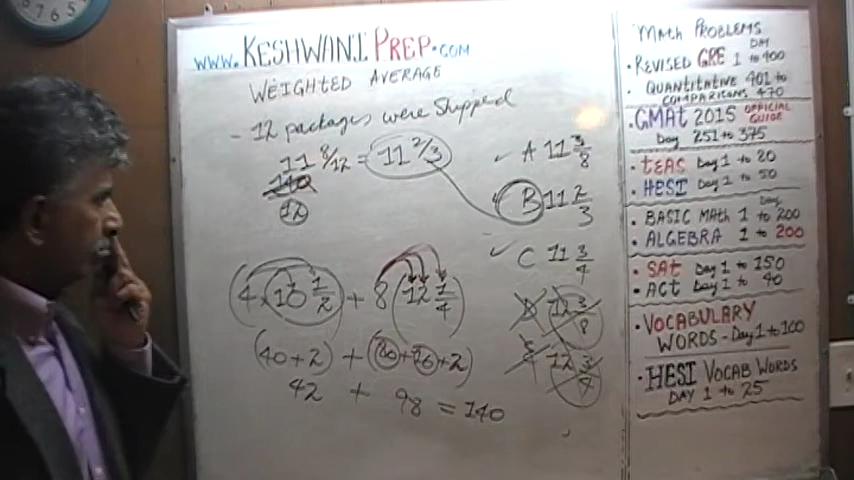 7 6 5
www.KESHWANI PREP.com
WEIGHTED AVERAGE
- 12 packages were Shipped
11 8/12 = 11 2/3
140
12
A 11 3/8
B 11 2/3
C 11 3/4
D 12 3/8
E 12 3/4
(4 x 10 1/2) + 8 (12 1/4)
(40+2) + (80+16+2)
42 + 98 = 140
MATH PROBLEMS
• REVISED GRE DAY 1 to 400
• QUANTITATIVE 401 to
COMPARISONS 470
• GMAT 2015 OFFICIAL GUIDE
Day 251 to 375
• TEAS Day 1 to 20
• HESI Day 1 to 50
• BASIC MATH Day 1 to 200
• ALGEBRA 1 to 200
• SAT Day 1 to 150
• ACT Day 1 to 40
• VOCABULARY
WORDS - Day 1 to 100
• HESI VOCAB WORDS
DAY 1 to 25